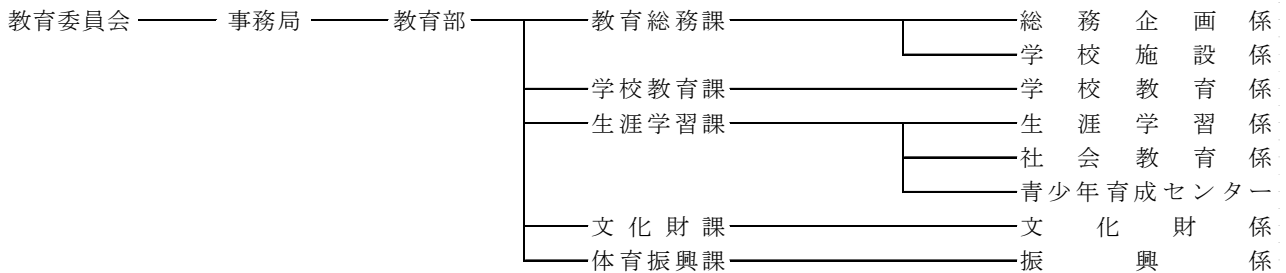 教育委員会 事務局 教育部 教育総務課 総務企画係
学校施設係
学校教育課 学校教育係
生涯学習課 生涯学習係
社会教育係
青少年育成センター
文化財課 文化財係
体育振興課 振興係